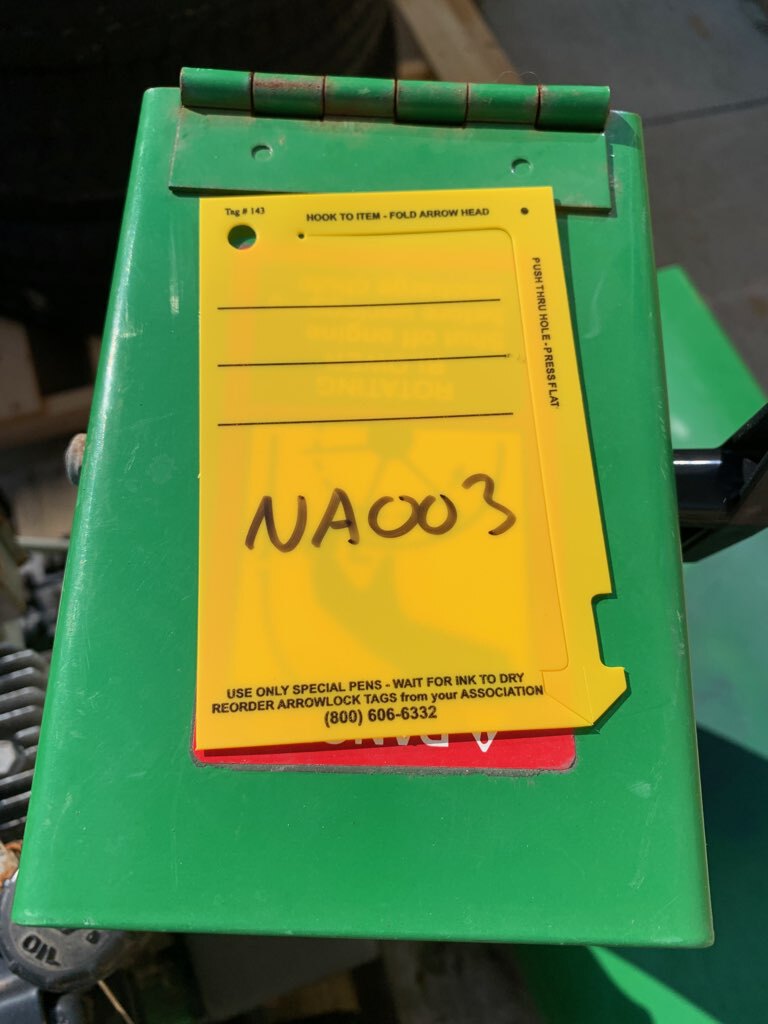 Tag # 143
HOOK TO ITEM - FOLD ARROW HEAD
PUSH THRU HOLE - PRESS FLAT
ROTATING
NA003
USE ONLY SPECIAL PENS - WAIT FOR INK TO DRY
REORDER ARROWLOCK TAGS from your ASSOCIATION
(800) 606-6332
OIL